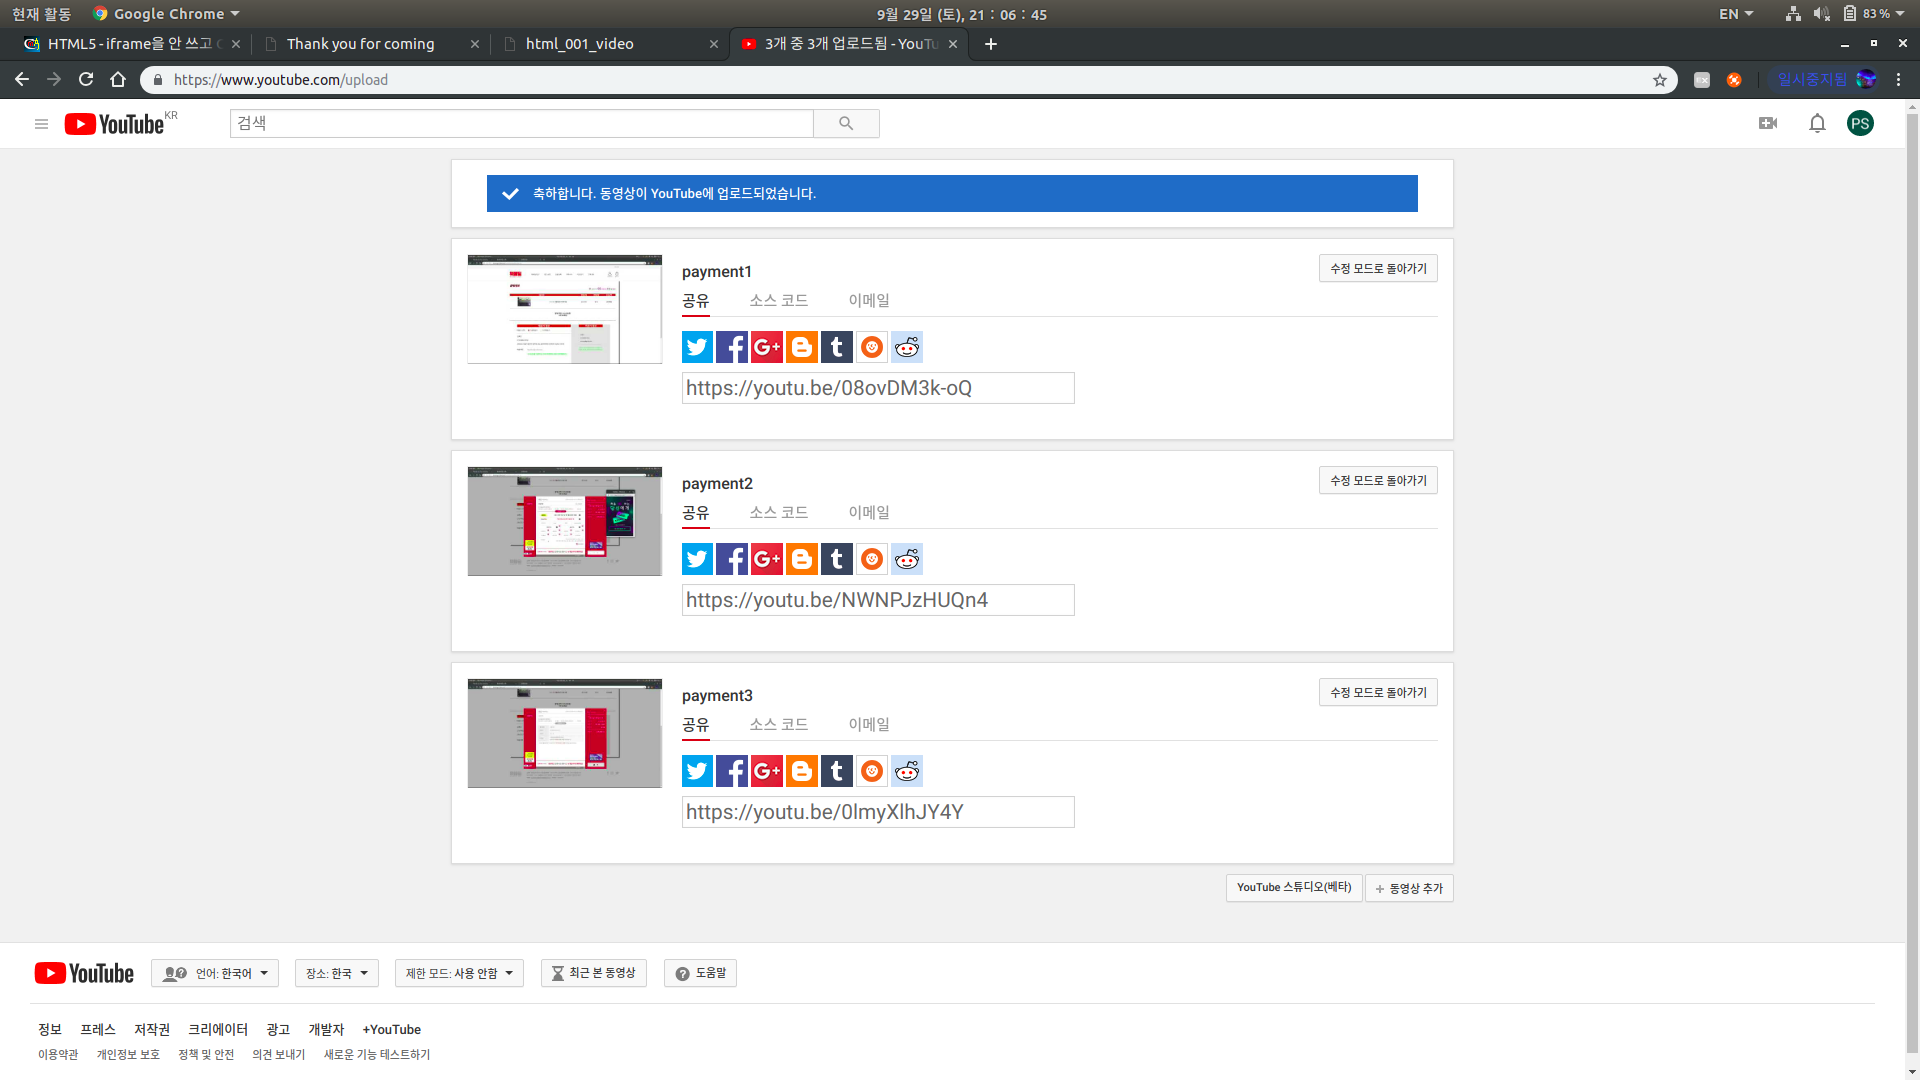 현재 활동
Google Chrome
9월 29일 (토), 21 : 06 : 45
EN
83 %
HTML5 - iframe을 안 쓰고
Thank you for coming
html_001_video
3개 중 3개 업로드됨 - YouTu
https://www.youtube.com/upload
일시중지됨
YouTube KR
검색
PS
축하합니다. 동영상이 YouTube에 업로드되었습니다.
payment1
수정 모드로 돌아가기
공유 소스 코드 이메일
https://youtu.be/08ovDM3k-oQ
payment2
수정 모드로 돌아가기
공유 소스 코드 이메일
https://youtu.be/NWNPJzHUQn4
payment3
수정 모드로 돌아가기
공유 소스 코드 이메일
https://youtu.be/0lmyXlhJY4Y
YouTube 스튜디오(베타)
+ 동영상 추가
YouTube
언어: 한국어
장소: 한국
제한 모드: 사용 안함
최근 본 동영상
도움말
정보 프레스 저작권 크리에이터 광고 개발자 +YouTube
이용약관 개인정보 보호 정책 및 안전 의견 보내기 새로운 기능 테스트하기